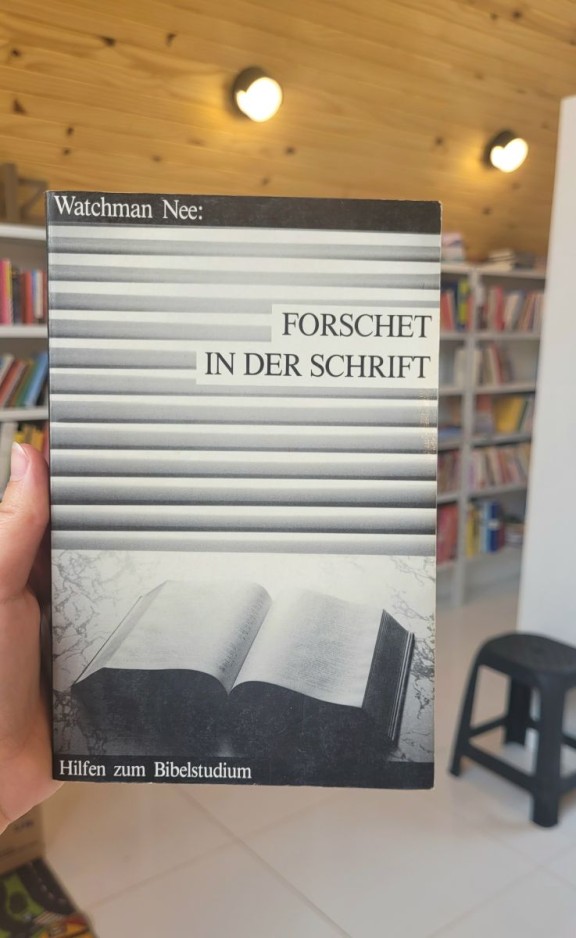 Watchman Nee:
FORSCHET
IN DER SCHRIFT
Hilfen zum Bibelstudium